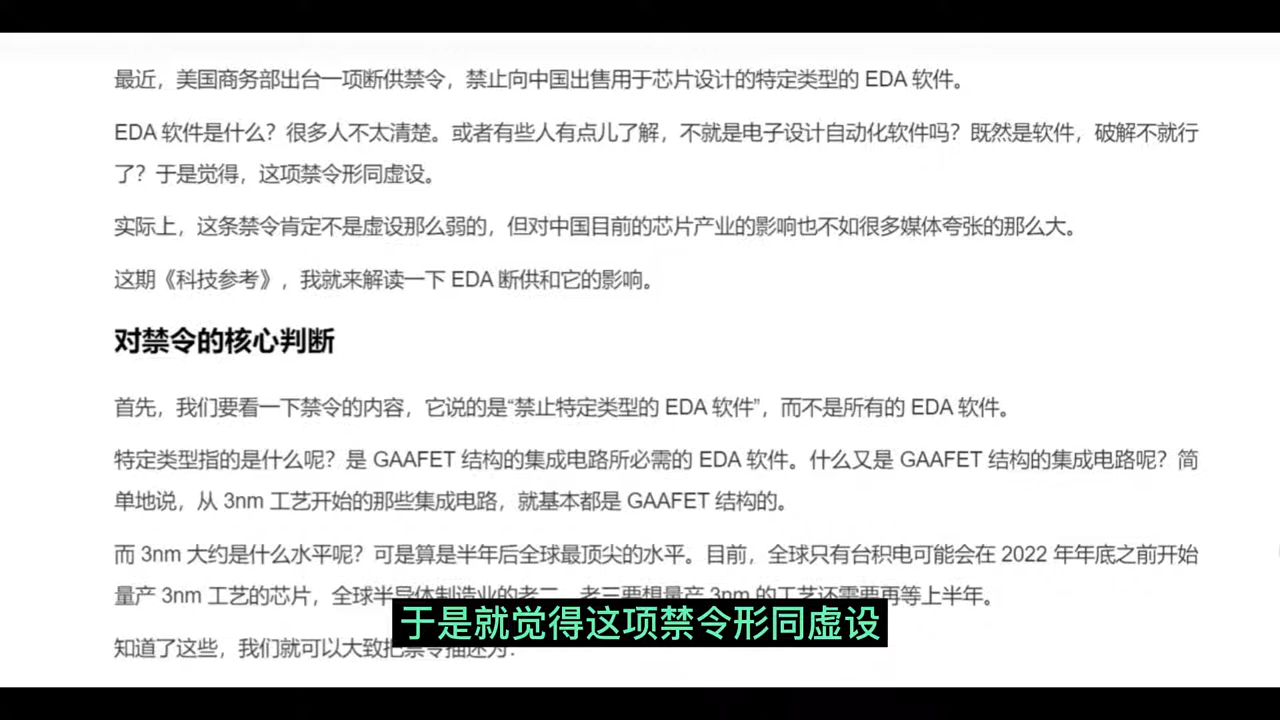 最近，美国商务部出台一项断供禁令，禁止向中国出售用于芯片设计的特定类型的 EDA 软件。
EDA 软件是什么？很多人不太清楚。或者有些人有点儿了解，不就是电子设计自动化软件吗？既然是软件，破解不就行
了？于是觉得，这项禁令形同虚设。
实际上，这条禁令肯定不是虚设那么弱的，但对中国目前的芯片产业的影响也不如很多媒体夸张的那么大。
这期《科技参考》，我就来解读一下 EDA 断供和它的影响。
对禁令的核心判断
首先，我们要看一下禁令的内容，它说的是“禁止特定类型的 EDA 软件”，而不是所有的 EDA 软件。
特定类型指的是什么呢？是 GAAFET 结构的集成电路所必需的 EDA 软件。什么又是 GAAFET 结构的集成电路呢？简
单地说，从 3nm 工艺开始的那些集成电路，就基本都是 GAAFET 结构的。
而 3nm 大约是什么水平呢？可是算是半年后全球最顶尖的水平。目前，全球只有台积电可能会在 2022 年年底之前开始
量产 3nm 工艺的芯片，全球半导体制造业的老二、老三要想量产 3nm 的工艺还需要再等上半年。
知道了这些，我们就可以大致把禁令描述为：
于是就觉得这项禁令形同虚设